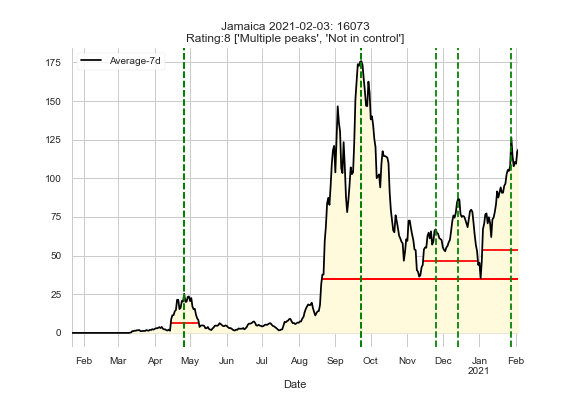 Jamaica 2021-02-03: 16073
Rating:8 ['Multiple peaks', 'Not in control']
Average-7d
175
150
125
100
75
50
25
0
Feb Mar Apr May Jun Jul Aug Sep Oct Nov Dec Jan Feb
2021
Date